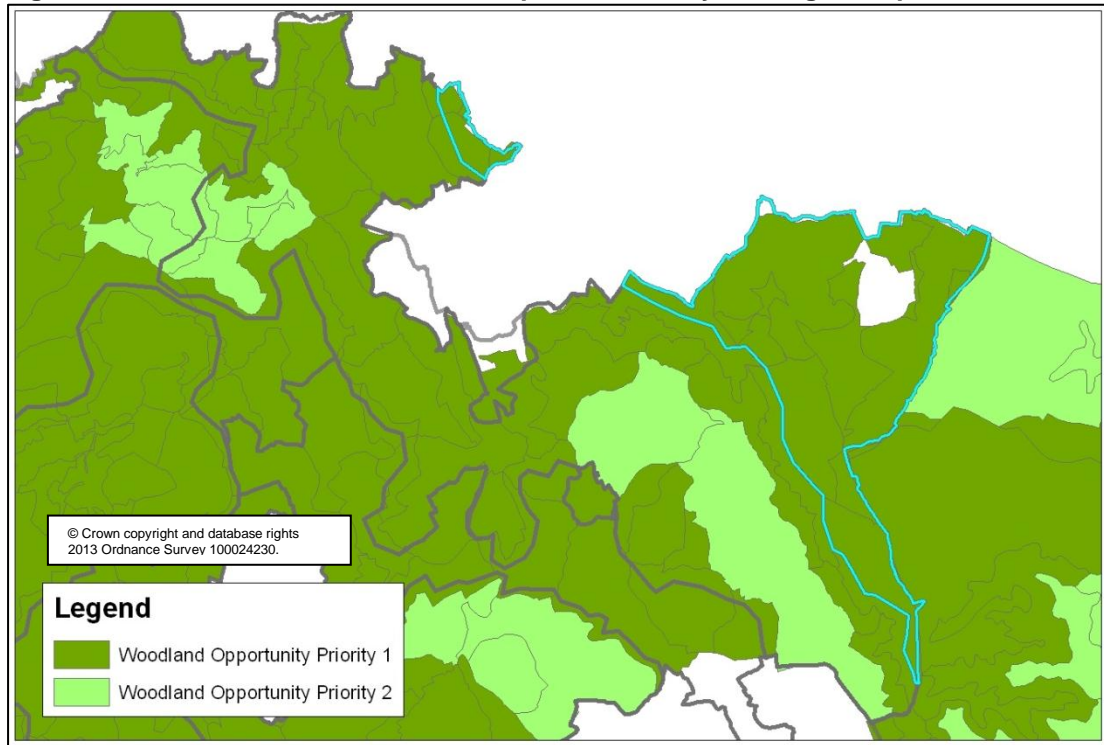 © Crown copyright and database rights
2013 Ordnance Survey 100024230.
Legend
Woodland Opportunity Priority 1
Woodland Opportunity Priority 2